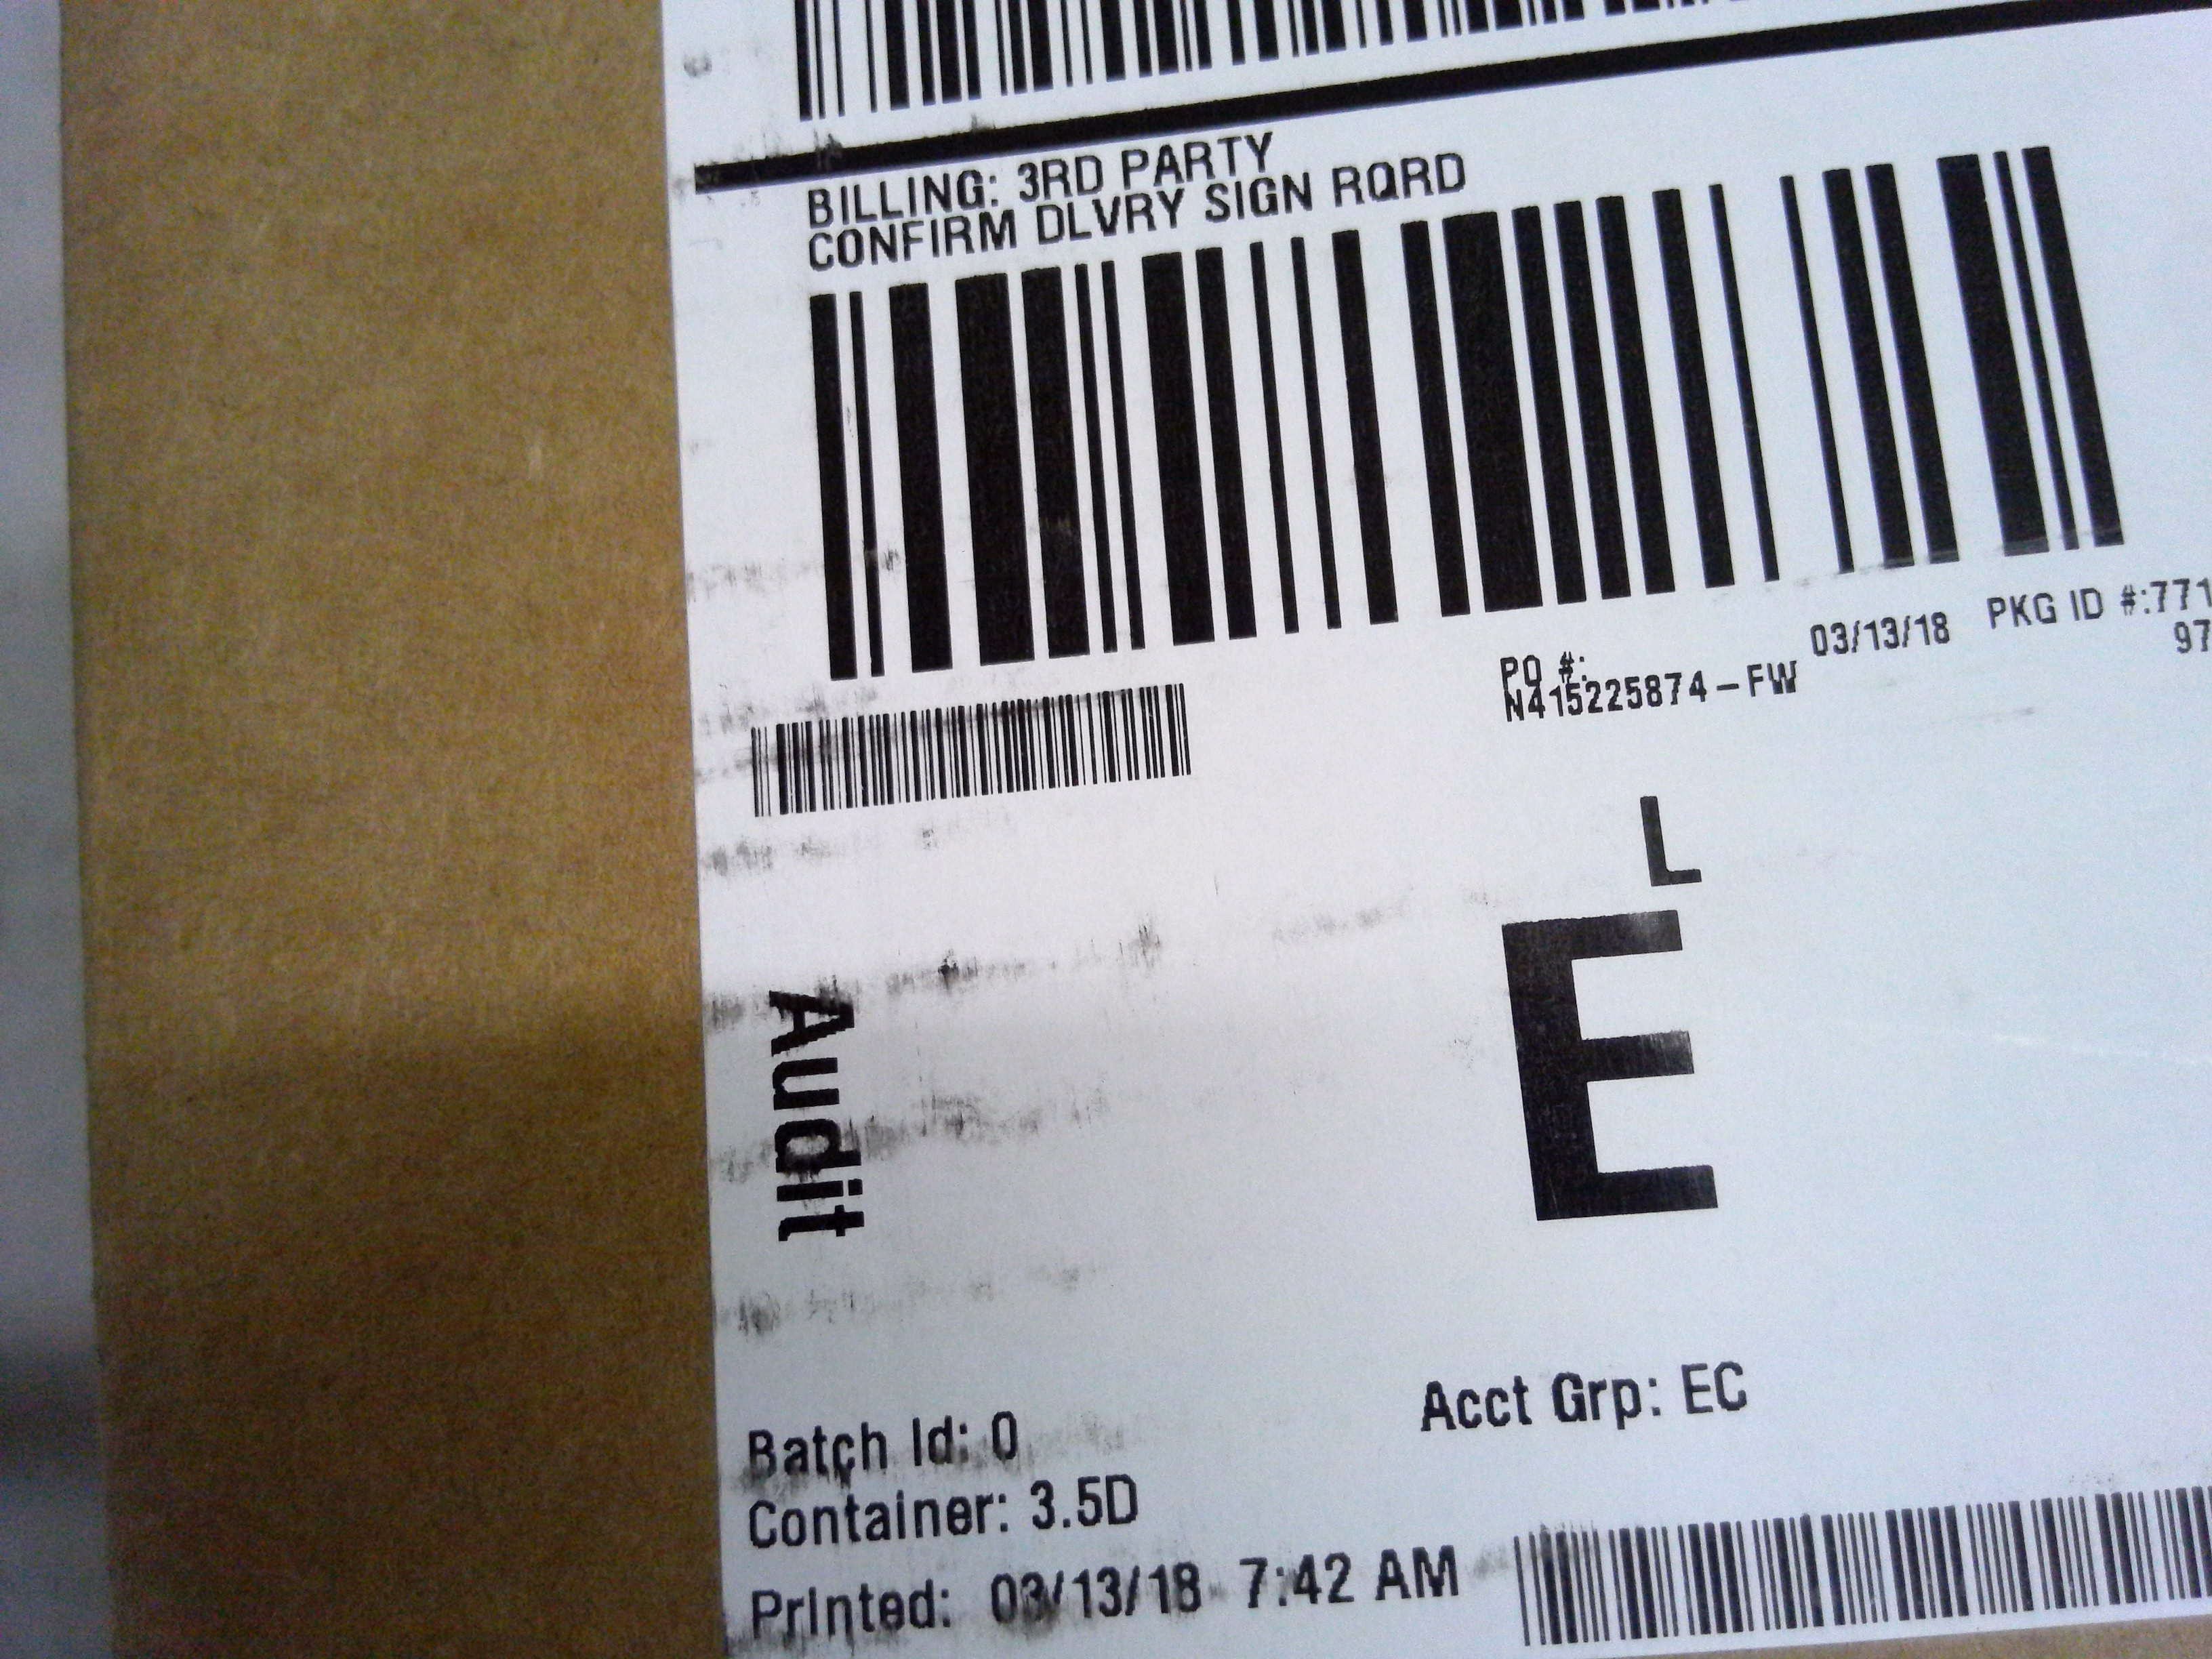 BILLING: 3RD PARTY
CONFIRM DLVRY SIGN RQRD
03/13/18 PKG ID #:771
97
PO #:
N415225874-FW
L
E
Audit
Acct Grp: EC
Batch Id: 0
Container: 3.5D
Printed: 03/13/18 7:42 AM